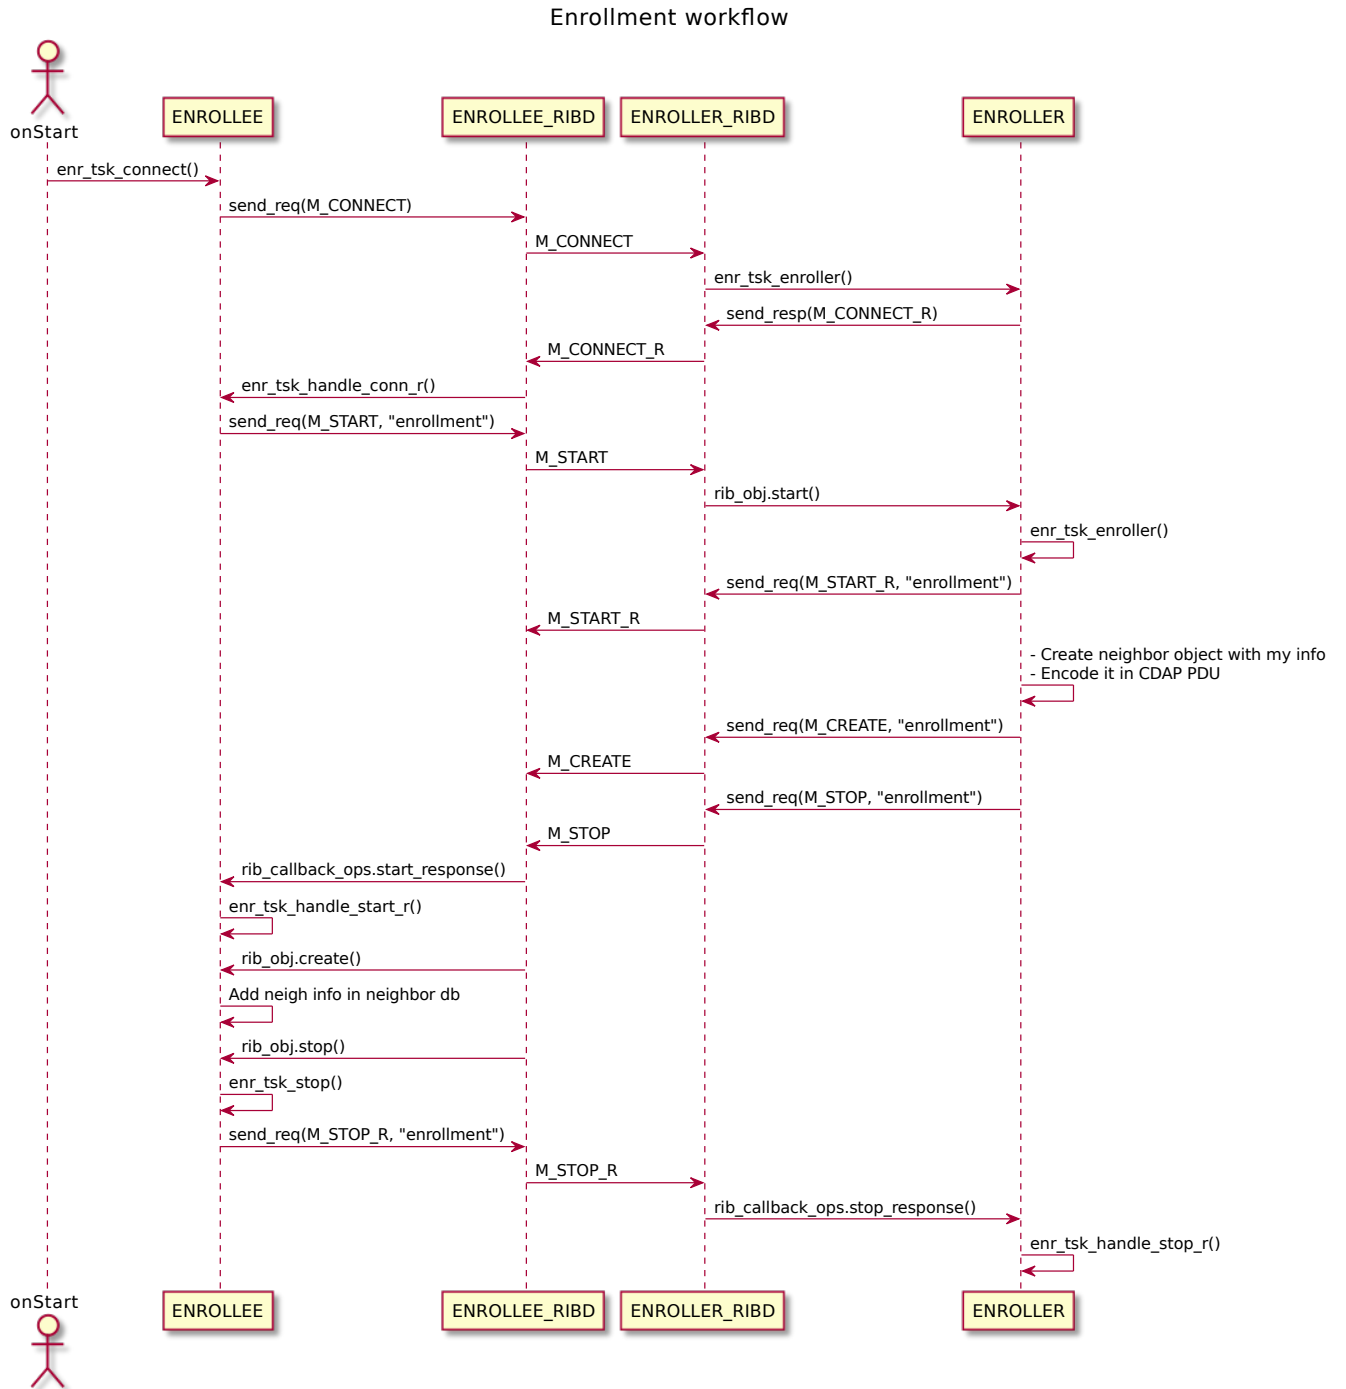 Enrollment workflow
onStart
ENROLLEE
ENROLLEE_RIBD
ENROLLER_RIBD
ENROLLER
enr_tsk_connect()
send_req(M_CONNECT)
M_CONNECT
enr_tsk_enroller()
send_resp(M_CONNECT_R)
M_CONNECT_R
enr_tsk_handle_conn_r()
send_req(M_START, "enrollment")
M_START
rib_obj.start()
enr_tsk_enroller()
send_req(M_START_R, "enrollment")
M_START_R
- Create neighbor object with my info
- Encode it in CDAP PDU
send_req(M_CREATE, "enrollment")
M_CREATE
send_req(M_STOP, "enrollment")
M_STOP
rib_callback_ops.start_response()
enr_tsk_handle_start_r()
rib_obj.create()
Add neigh info in neighbor db
rib_obj.stop()
enr_tsk_stop()
send_req(M_STOP_R, "enrollment")
M_STOP_R
rib_callback_ops.stop_response()
enr_tsk_handle_stop_r()
onStart
ENROLLEE
ENROLLEE_RIBD
ENROLLER_RIBD
ENROLLER